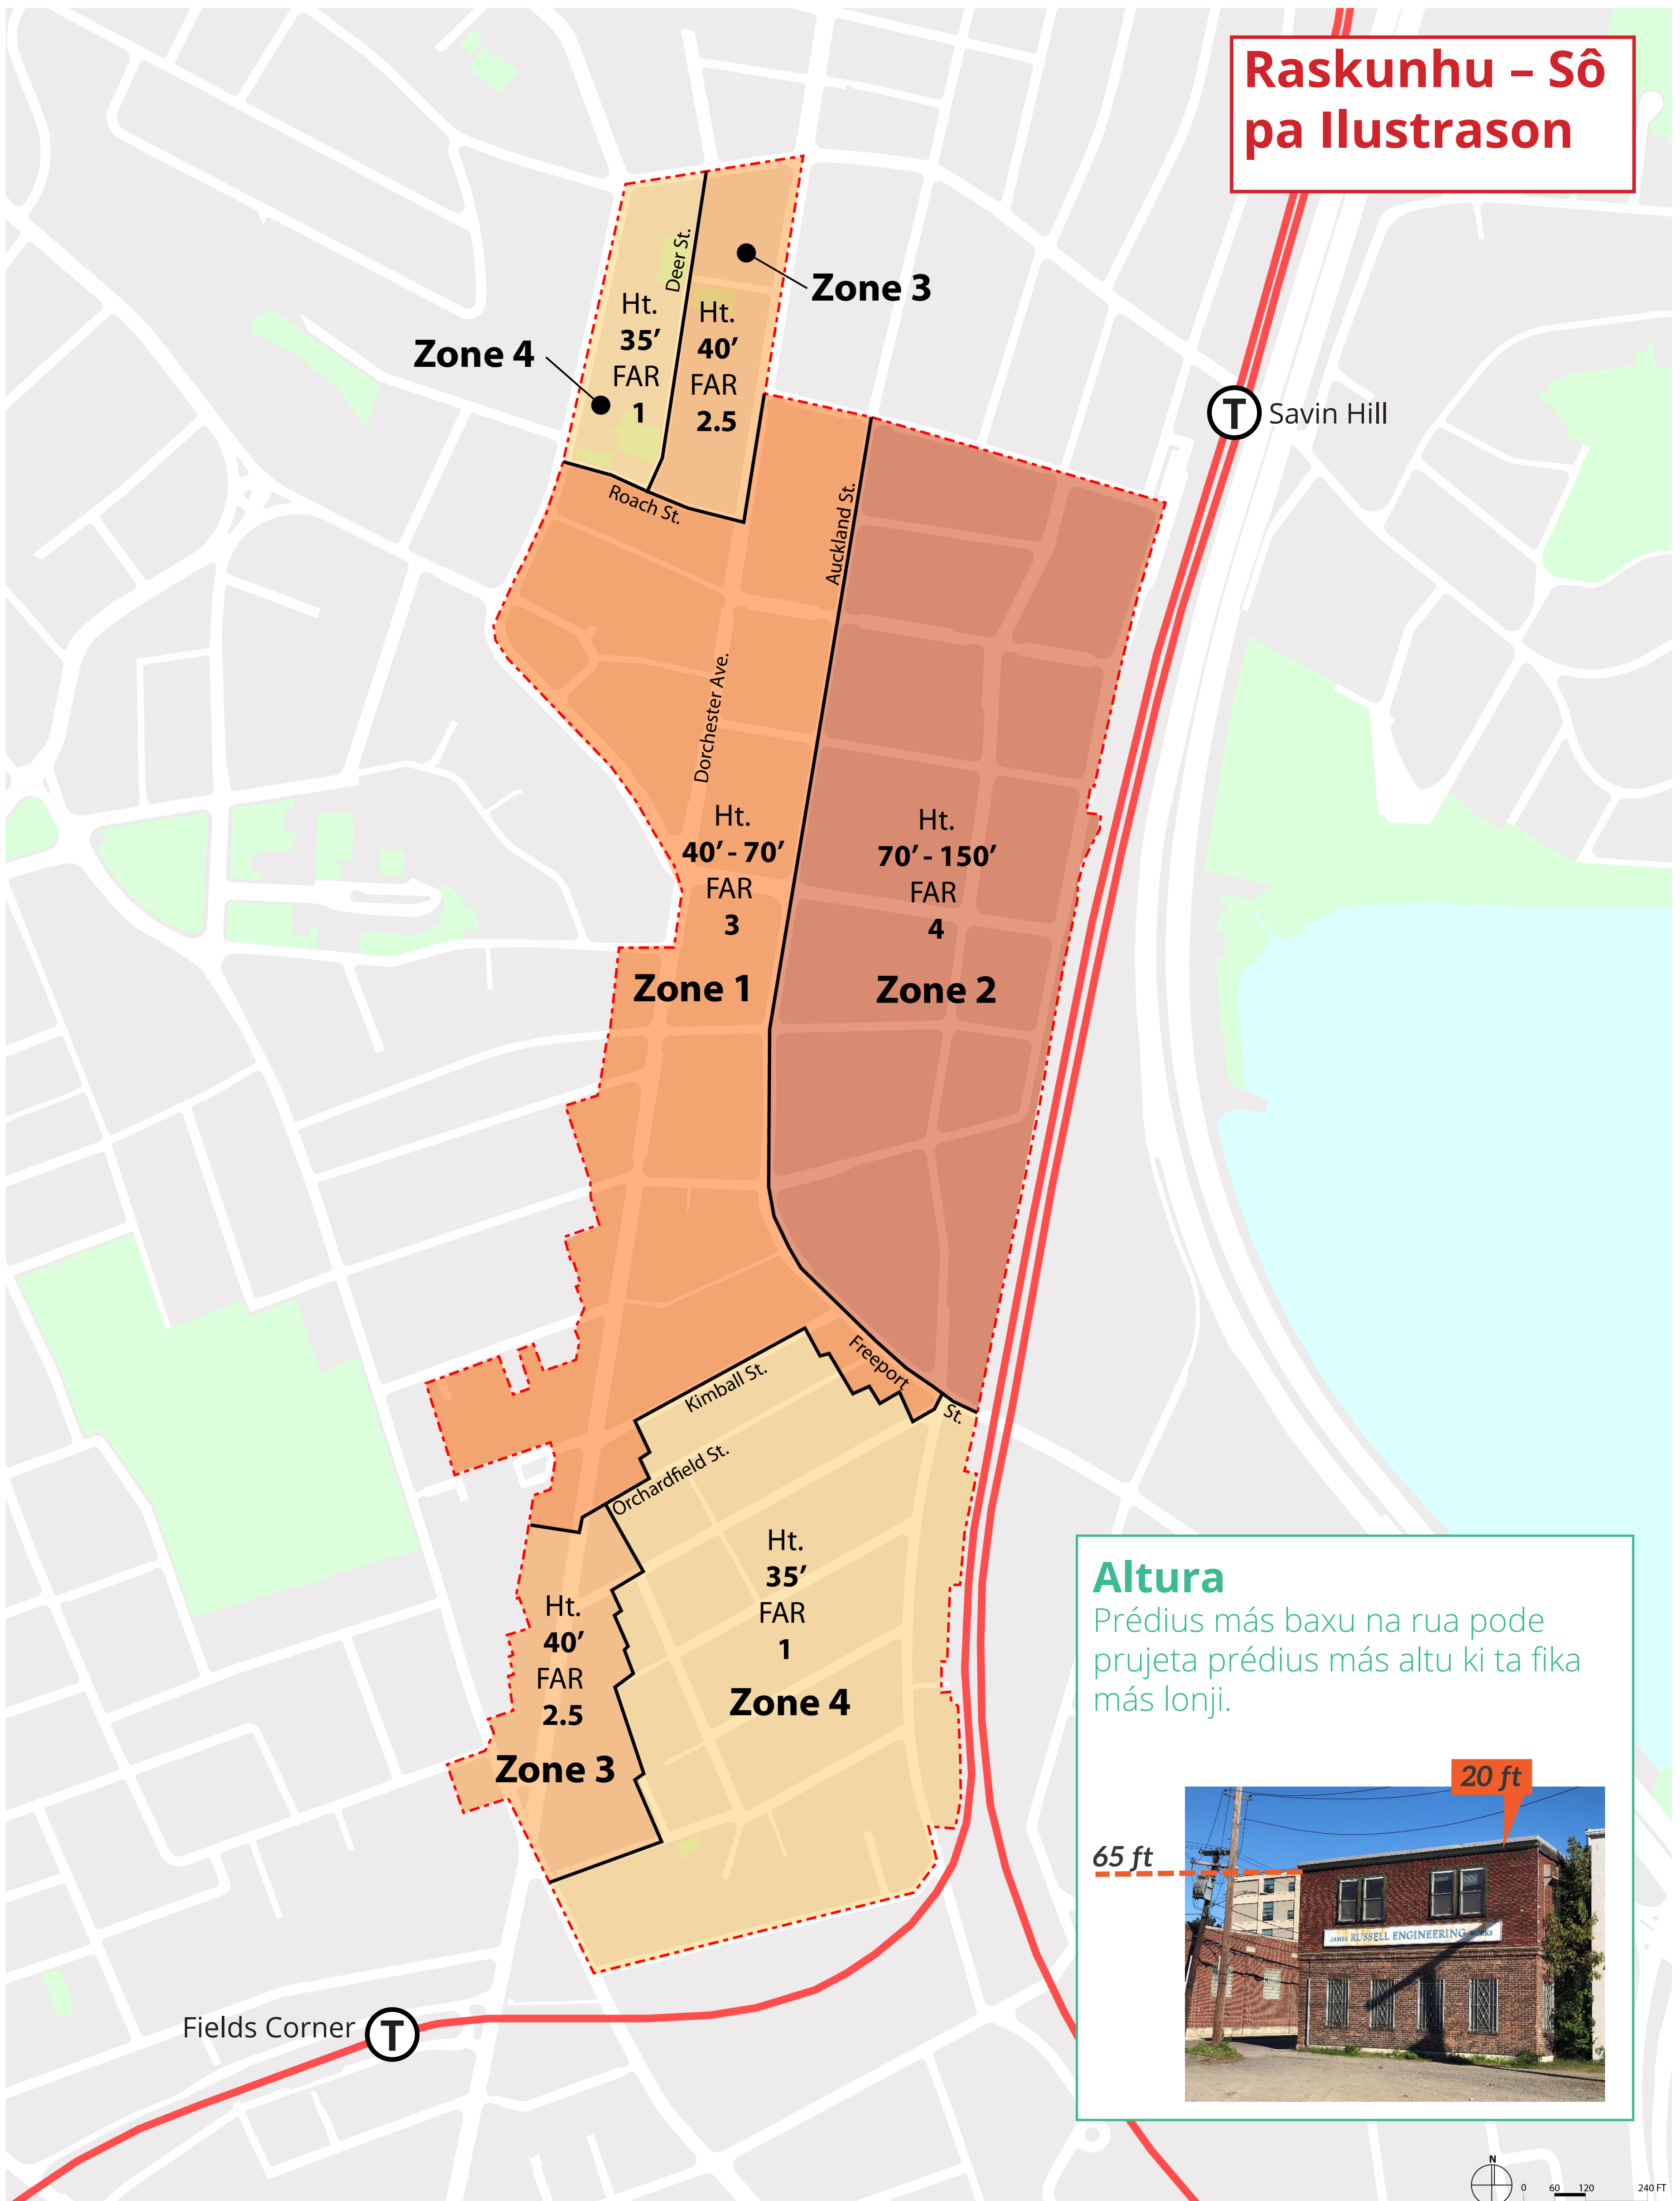 Raskunhu – Sô
pa Ilustrason
Deer St.
Zone 3
Ht.
35’
FAR
1
Ht.
40’
FAR
2.5
Zone 4
Savin Hill
T
Roach St.
Auckland St.
Dorchester Ave.
Ht.
40’ - 70’
FAR
3
Zone 1
Ht.
70’ - 150’
FAR
4
Zone 2
Freeport
St.
Kimball St.
Orchardfield St.
Ht.
35’
FAR
1
Zone 4
Ht.
40’
FAR
2.5
Zone 3
Fields Corner
T
Altura
Prédius más baxu na rua pode
prujeta prédius más altu ki ta fika
más lonji.
20 ft
65 ft
JAMES RUSSELL ENGINEERING WORKS
N
0 60 120 240 FT